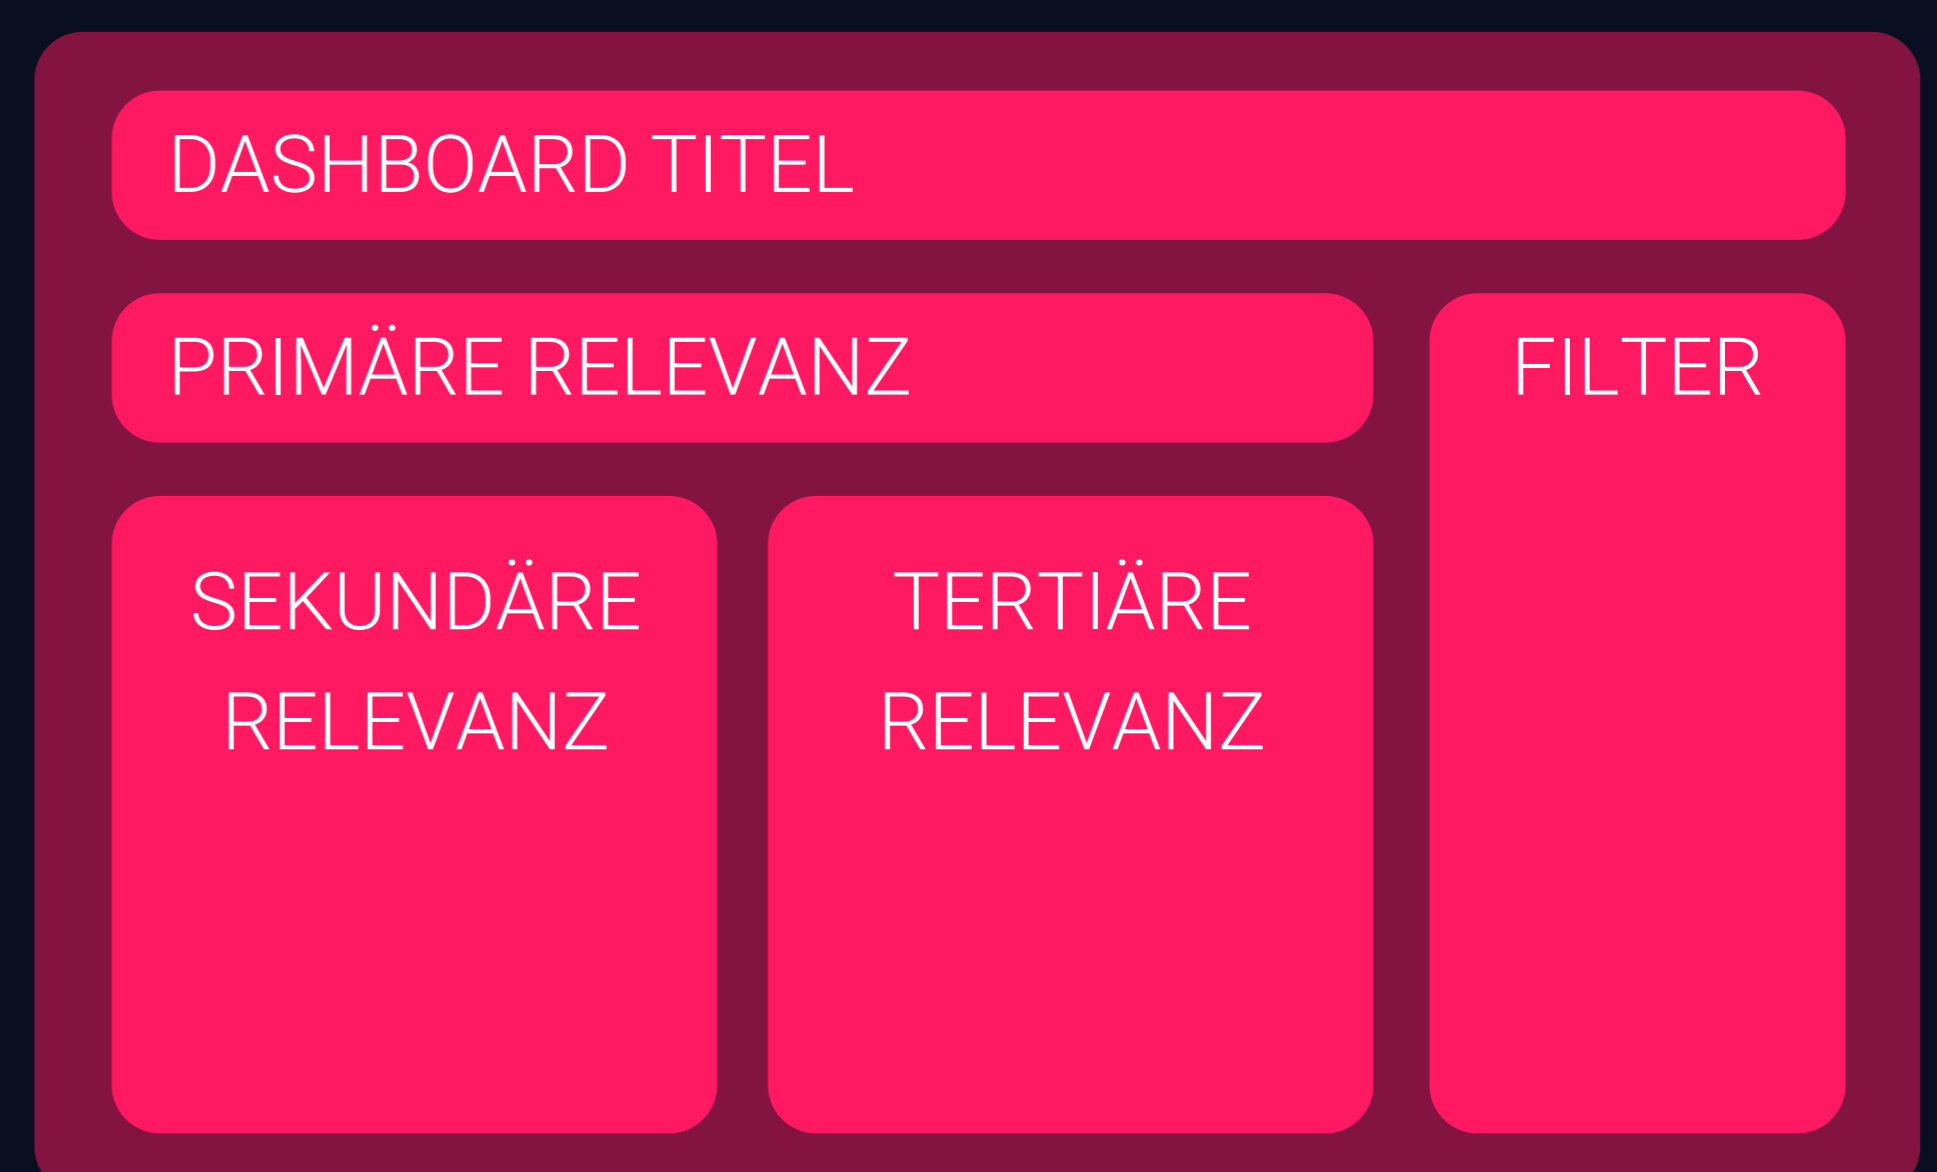 DASHBOARD TITEL
PRIMÄRE RELEVANZ
FILTER
SEKUNDÄRE
RELEVANZ
TERTIÄRE
RELEVANZ